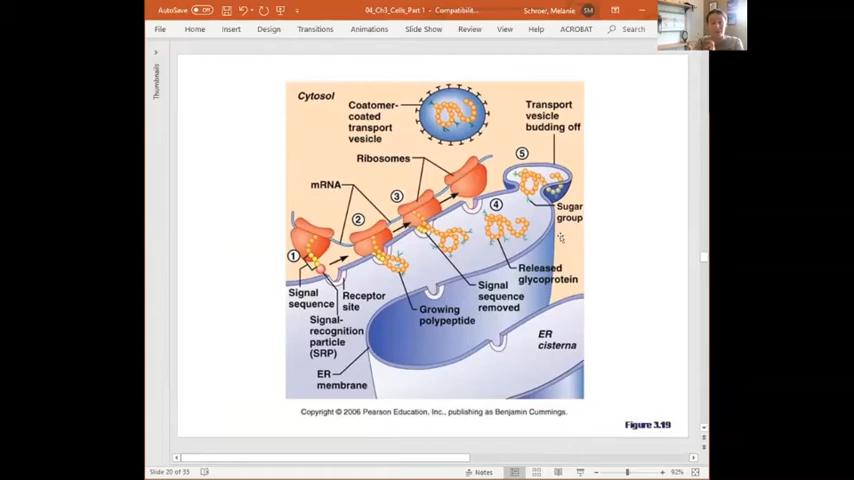 AutoSave Off
04_Ch3_Cells_Part 1 - Compatibilit...
Schroer, Melanie SM
File Home Insert Design Transitions Animations Slide Show Review View Help ACROBAT Search
Thumbnails
Cytosol
Coatomer-
coated
transport
vesicle
Transport
vesicle
budding off
Ribosomes
5
mRNA
3
4
Sugar
group
2
1
Released
glycoprotein
Signal
sequence
Receptor
site
Signal
sequence
removed
Growing
polypeptide
Signal-
recognition
particle
(SRP)
ER
cisterna
ER
membrane
Copyright © 2006 Pearson Education, Inc., publishing as Benjamin Cummings.
Figure 3.19
Slide 20 of 35
Notes
92%